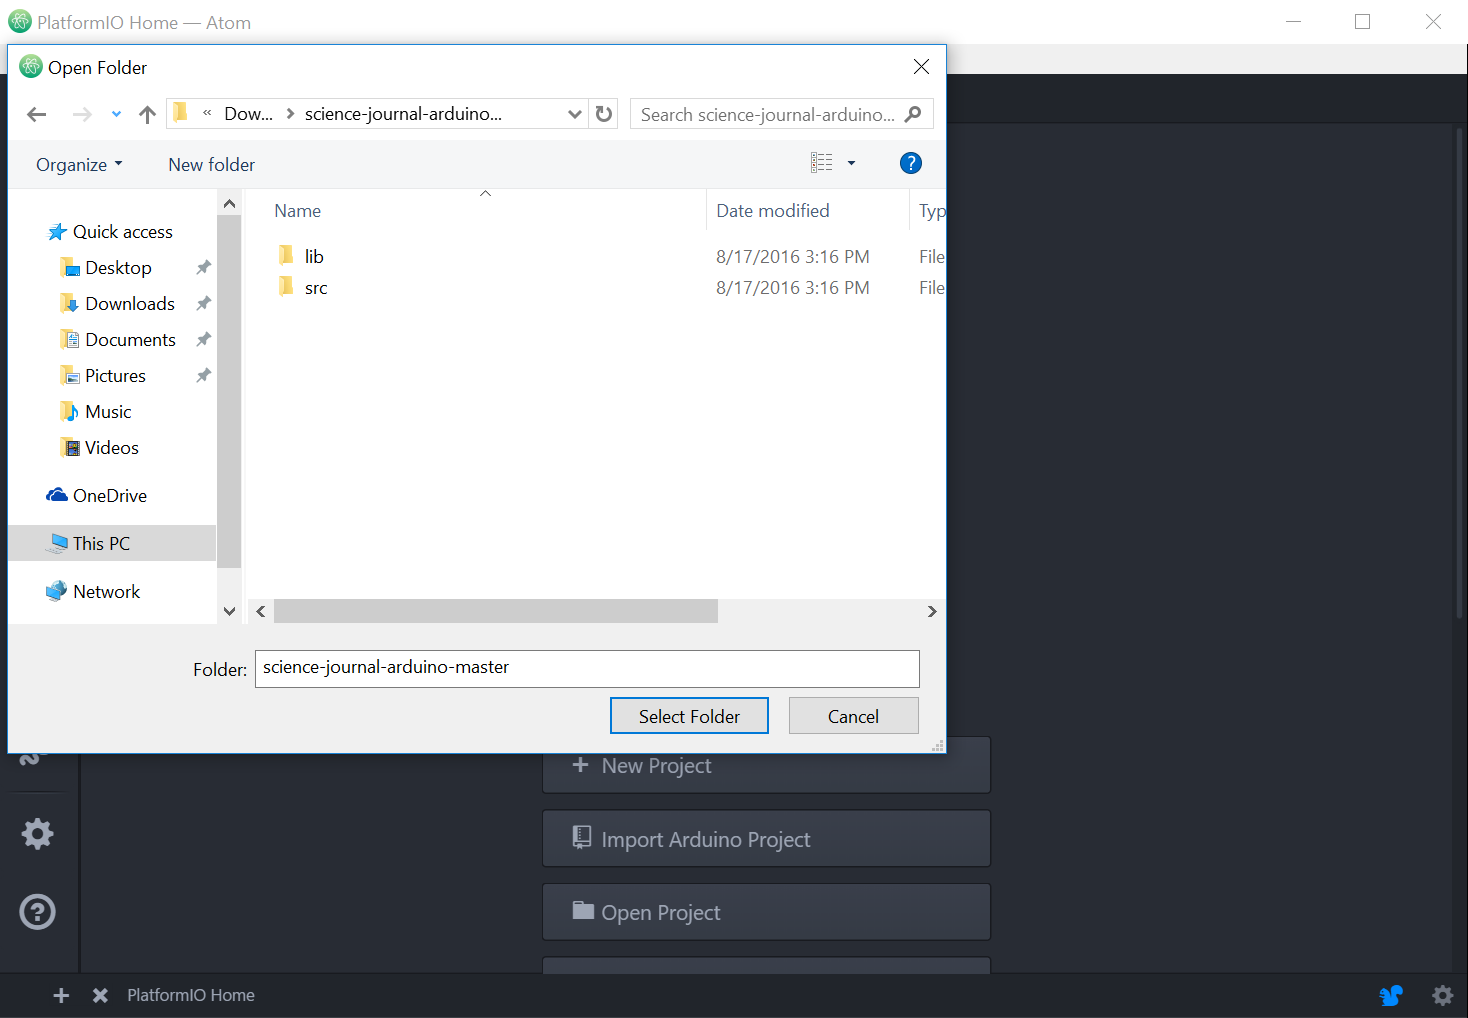 PlatformIO Home — Atom
Open Folder
« Dow... > science-journal-arduino...
Search science-journal-arduino...
Organize
New folder
Name
Date modified
Typ
Quick access
Desktop
Downloads
Documents
Pictures
Music
Videos
OneDrive
This PC
Network
lib
8/17/2016 3:16 PM
File
src
8/17/2016 3:16 PM
File
Folder:
science-journal-arduino-master
Select Folder
Cancel
+ New Project
Import Arduino Project
Open Project
PlatformIO Home